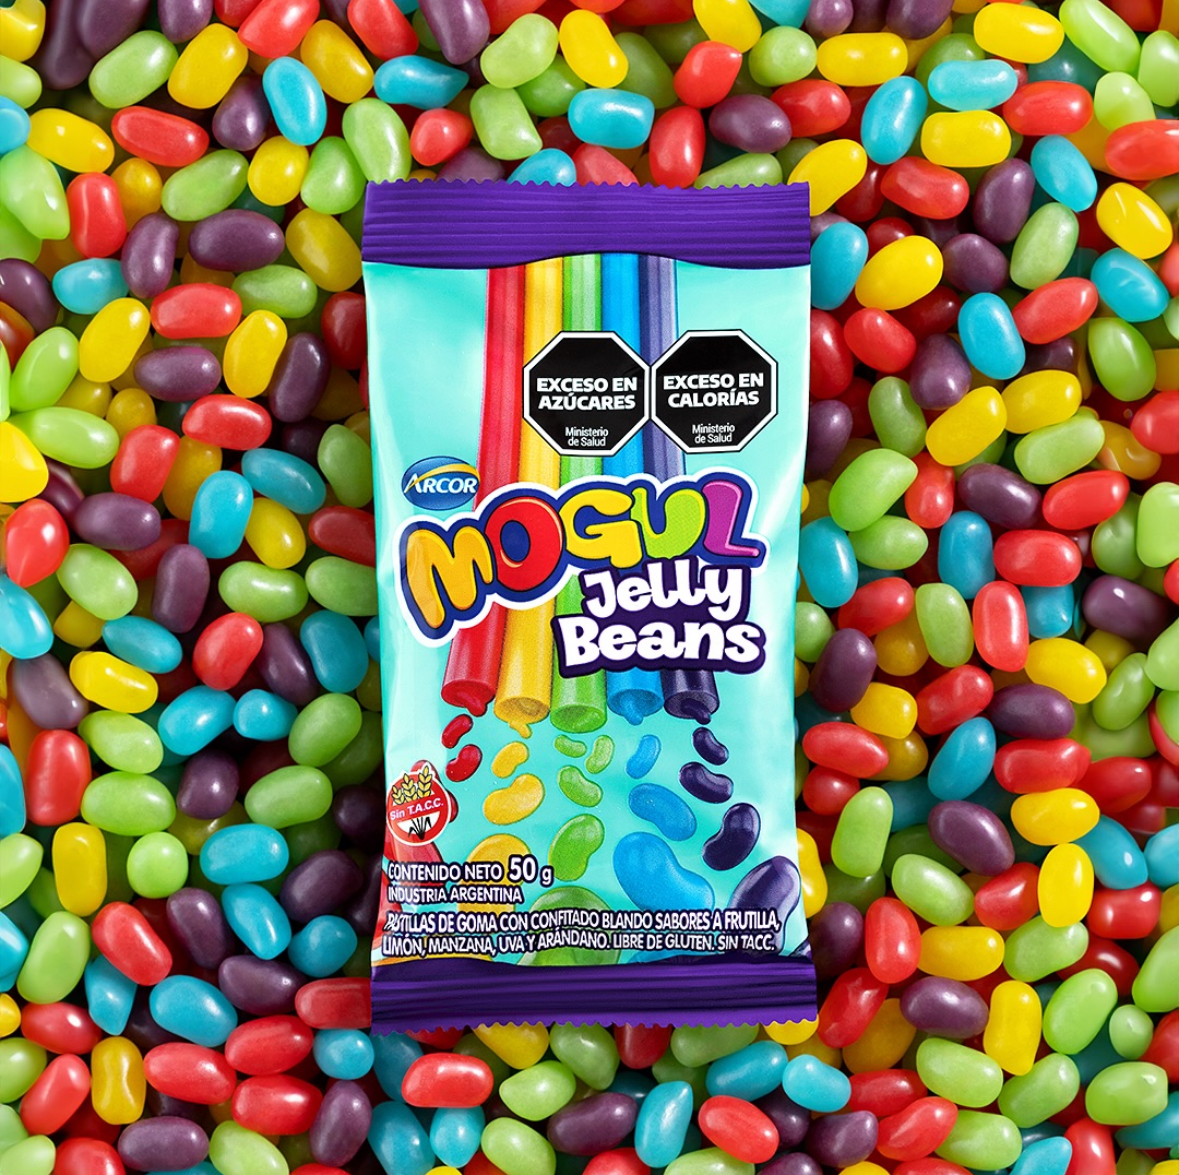 EXCESO EN
AZÚCARES
Ministerio
de Salud
EXCESO EN
CALORÍAS
Ministerio
de Salud
ARCOR
MOGUL
Jelly
Beans
Sin T.A.C.C.
CONTENIDO NETO 50 g
INDUSTRIA ARGENTINA
PASTILLAS DE GOMA CON CONFITADO BLANDO SABORES A FRUTILLA,
LIMÓN, MANZANA, UVA Y ARÁNDANO. LIBRE DE GLUTEN. SIN TACC.